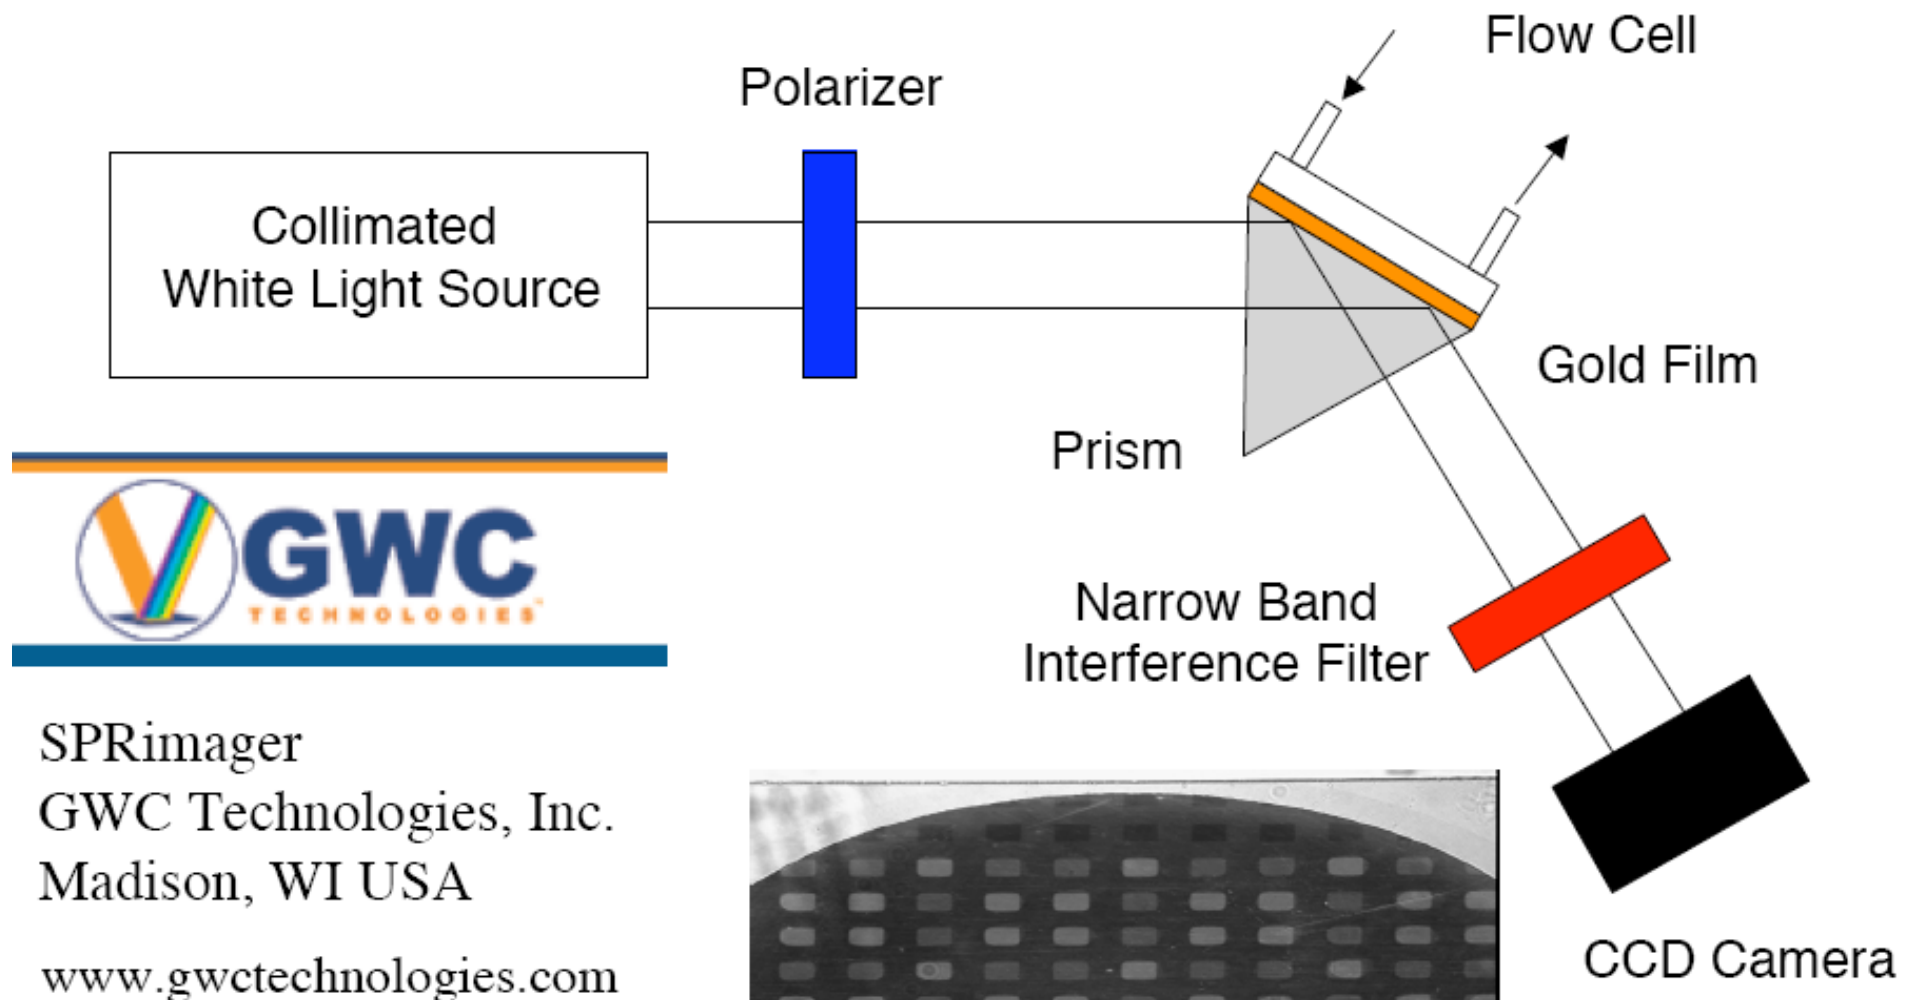 Flow Cell
Polarizer
Collimated
White Light Source
Gold Film
Prism
GWC
TECHNOLOGIES
Narrow Band
Interference Filter
SPRimager
GWC Technologies, Inc.
Madison, WI USA
www.gwctechnologies.com
CCD Camera